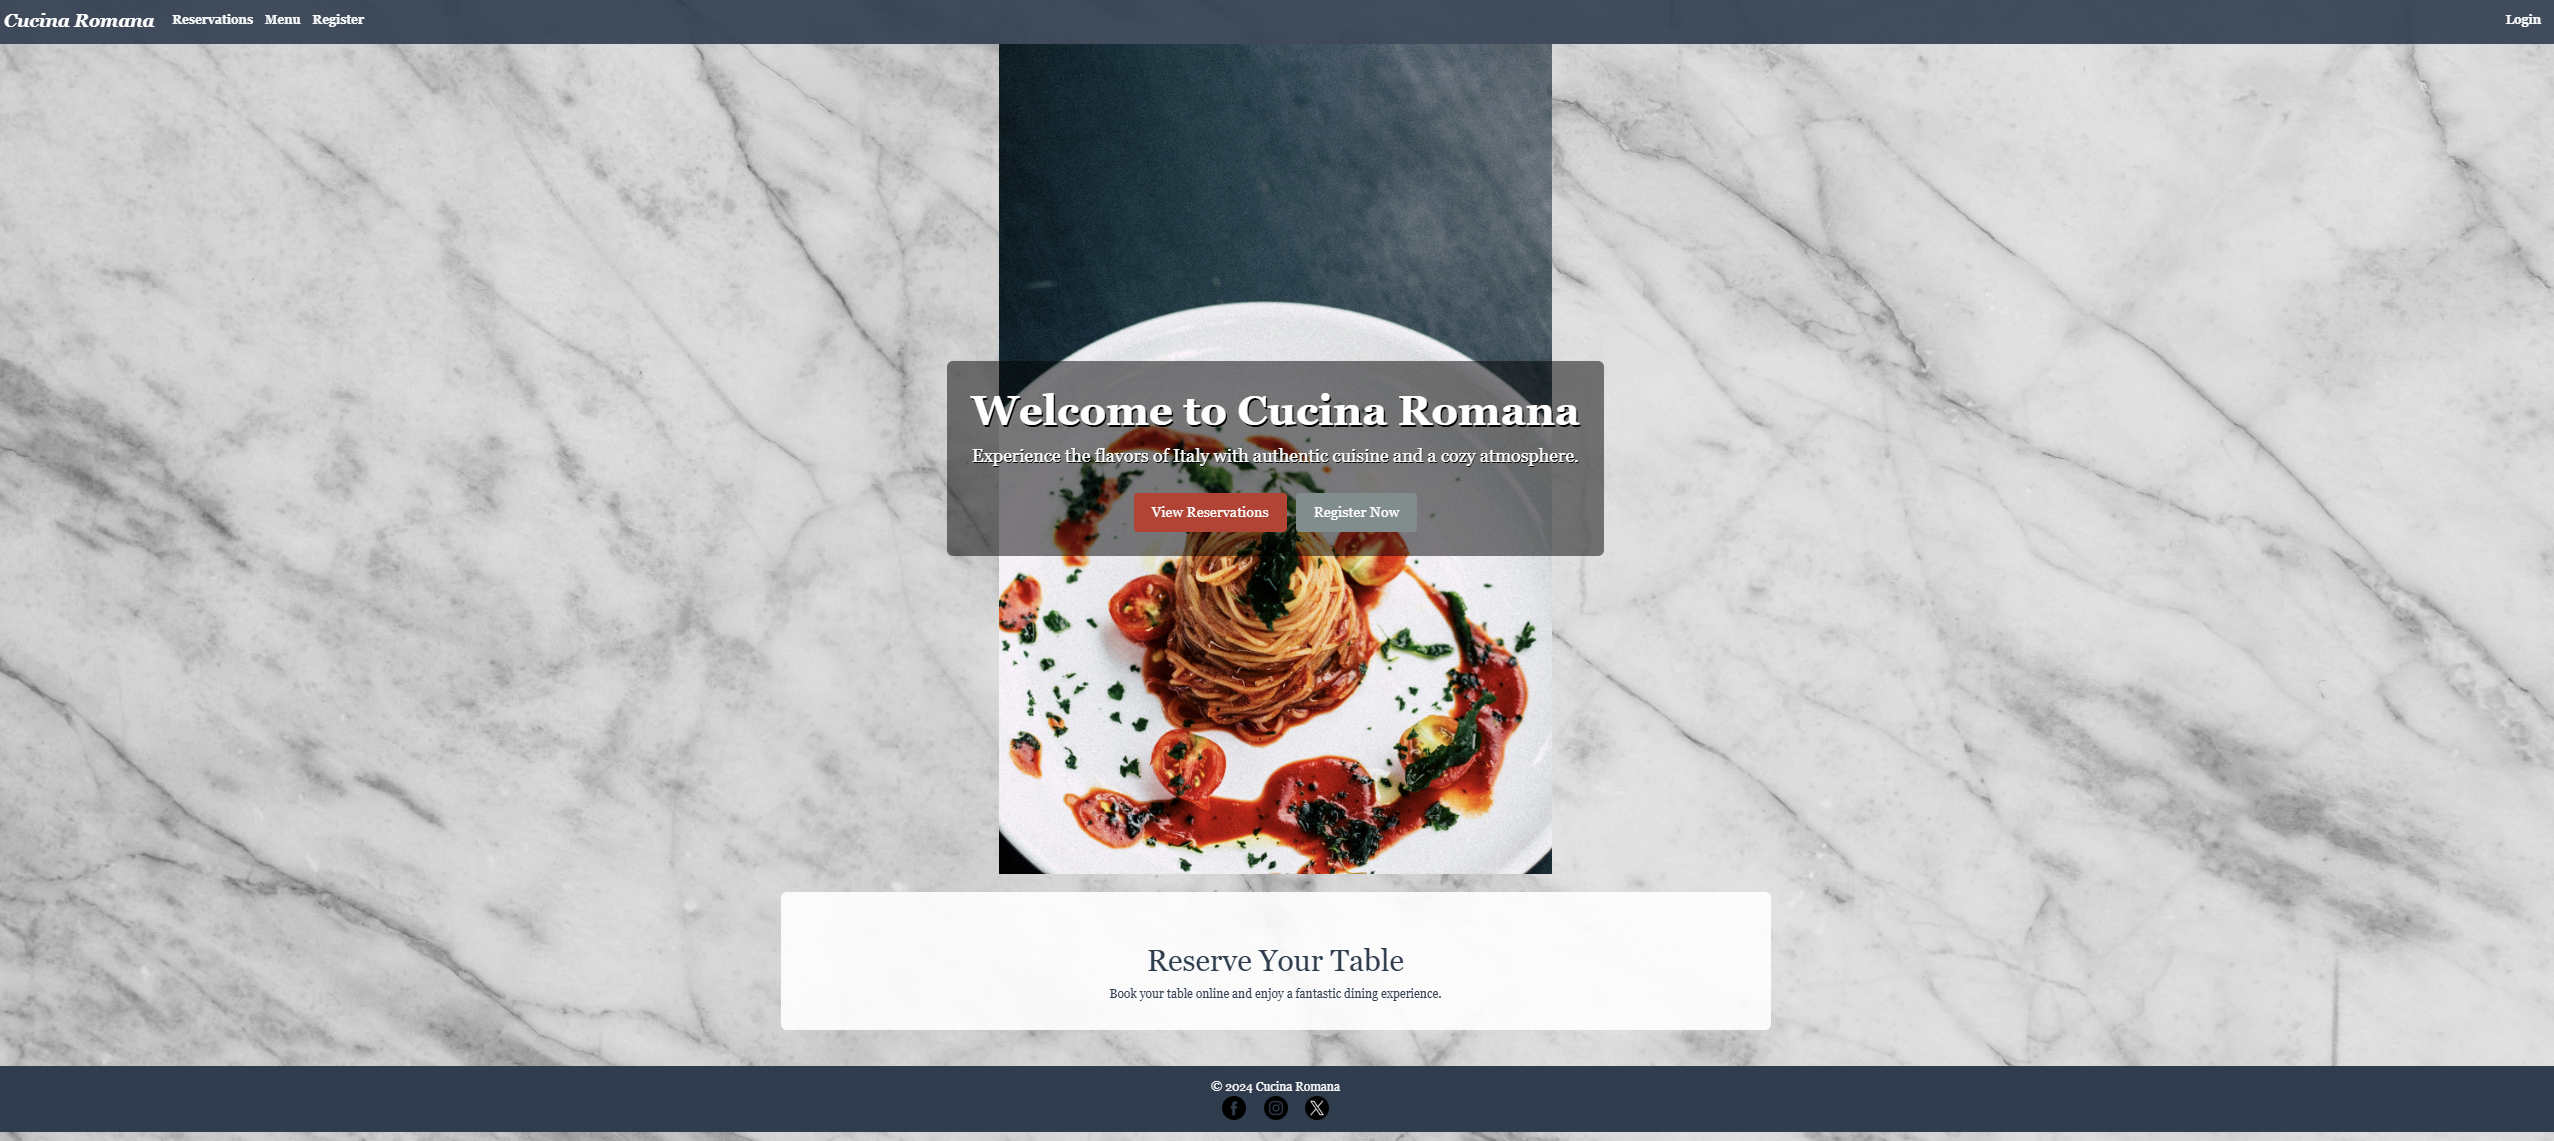 Cucina Romana Reservations Menu Register Login
Welcome to Cucina Romana
Experience the flavors of Italy with authentic cuisine and a cozy atmosphere.
View Reservations Register Now
Reserve Your Table
Book your table online and enjoy a fantastic dining experience.
© 2024 Cucina Romana